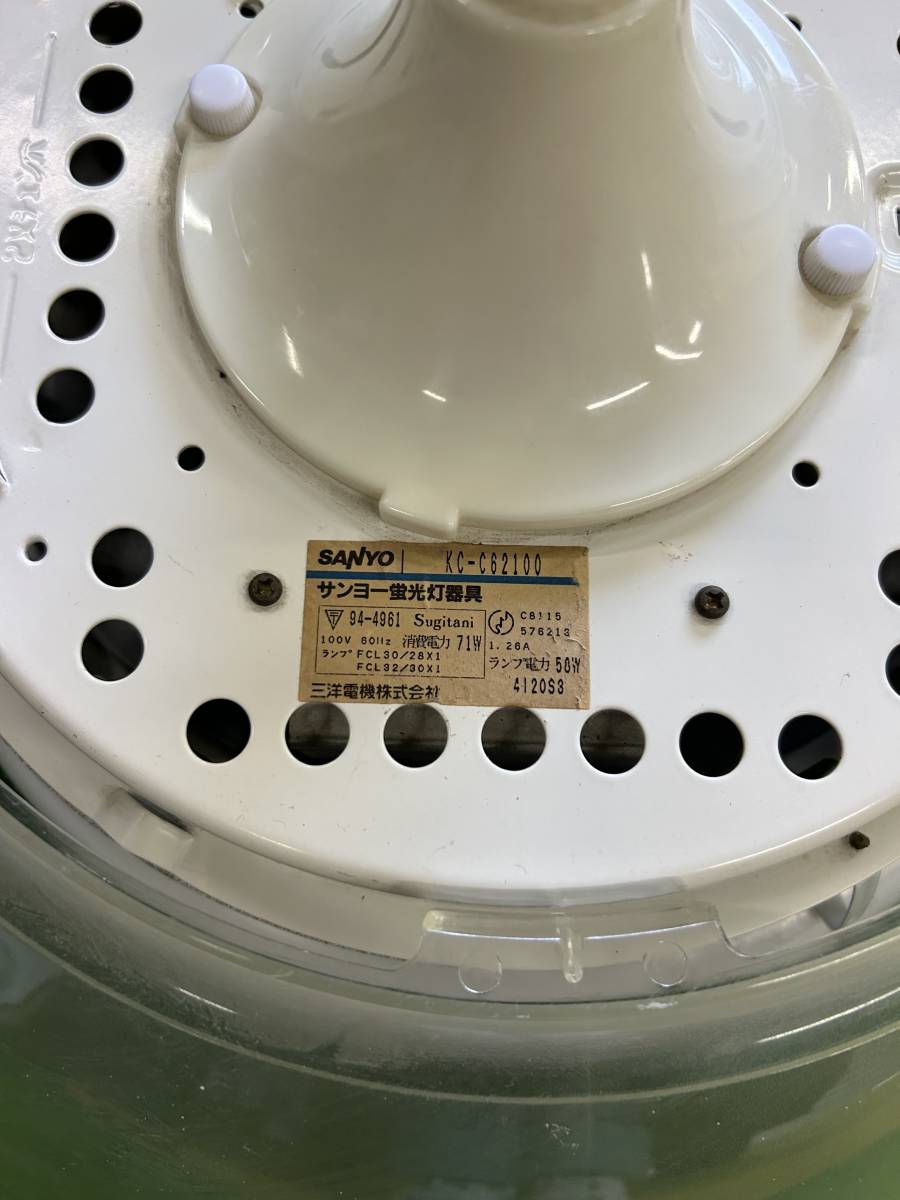 SANYO KC-C62100
サンヨー蛍光灯器具
〒 94-4961 Sugitani
C8115
576213
100V 60Hz 消費電力 71W 1.26A
ランプ FCL30/28X1 ランプ電力 58W
FCL32/30X1
三洋電機株式会社 4120S3